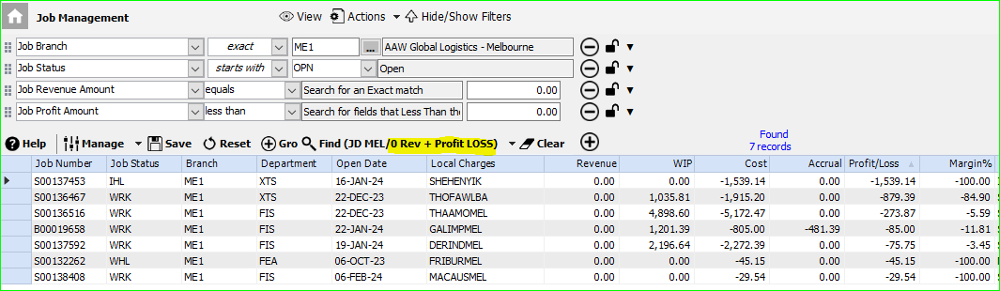 Job Management View Actions Hide/Show Filters
Job Branch exact ME1 ... AAW Global Logistics - Melbourne
Job Status starts with OPN Open
Job Revenue Amount equals Search for an Exact match 0.00
Job Profit Amount less than Search for fields that Less Than the 0.00
Help Manage Save Reset Gro Find (JD MEL/0 Rev + Profit LOSS) Clear Found
7 records
Job Number Job Status Branch Department Open Date Local Charges Revenue WIP Cost Accrual Profit/Loss Margin%
S00137453 IHL ME1 XTS 16-JAN-24 SHEHENYIK 0.00 0.00 -1,539.14 0.00 -1,539.14 -100.00
S00136467 WRK ME1 XTS 22-DEC-23 THOFAWLBA 0.00 1,035.81 -1,915.20 0.00 -879.39 -84.90
S00136516 WRK ME1 FIS 22-DEC-23 THAAMOMEL 0.00 4,898.60 -5,172.47 0.00 -273.87 -5.59
B00019658 WRK ME1 FIS 22-JAN-24 GALIMPMEL 0.00 1,201.39 -805.00 -481.39 -85.00 -11.81
S00137592 WRK ME1 FIS 19-JAN-24 DERINDMEL 0.00 2,196.64 -2,272.39 0.00 -75.75 -3.45
S00132262 WHL ME1 FEA 06-OCT-23 FRIBURMEL 0.00 0.00 -45.15 0.00 -45.15 -100.00
S00138408 WRK ME1 FIS 06-FEB-24 MACAUSMEL 0.00 0.00 -29.54 0.00 -29.54 -100.00